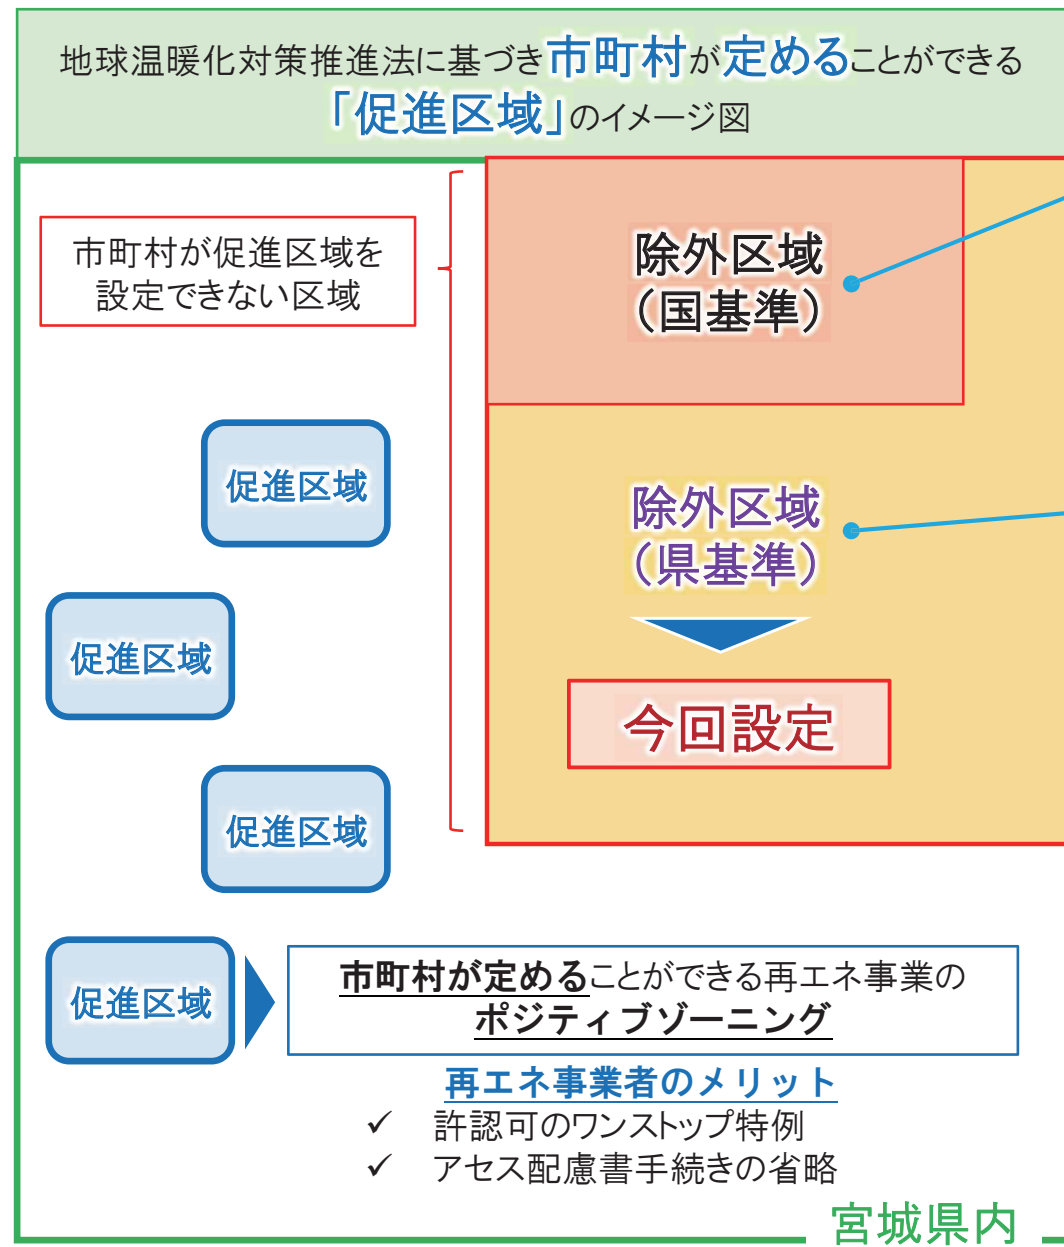 地球温暖化対策推進法に基づき市町村が定めることができる
「促進区域」のイメージ図
市町村が促進区域を
設定できない区域
除外区域
（国基準）
促進区域
除外区域
（県基準）
促進区域
今回設定
促進区域
促進区域
市町村が定めることができる再エネ事業の
ポジティブゾーニング
再エネ事業者のメリット
✓ 許認可のワンストップ特例
✓ アセス配慮書手続きの省略
宮城県内